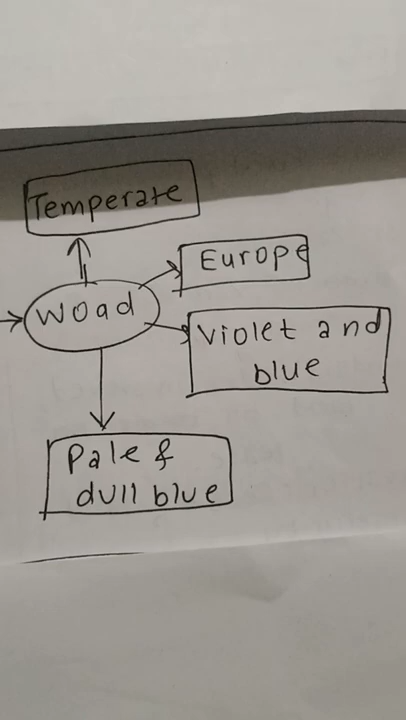 Temperate
Europe
Woad
Violet and
blue
Pale &
dull blue